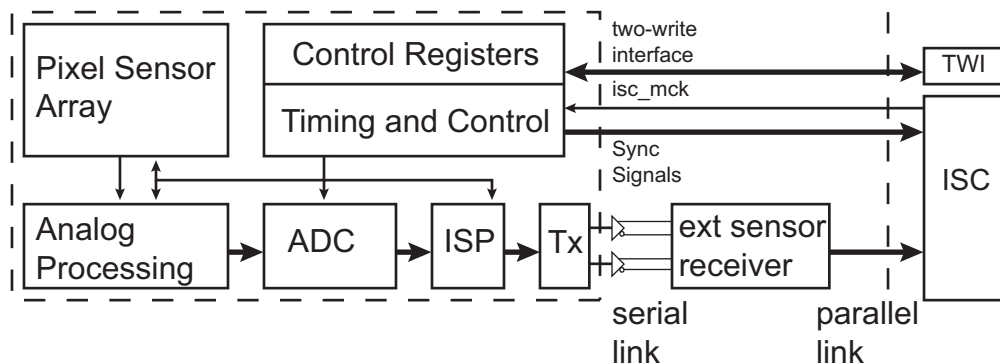 Pixel Sensor
Array
Control Registers
Timing and Control
two-write
interface
isc_mck
Sync
Signals
TWI
ISC
Analog
Processing
ADC
ISP
Tx
ext sensor
receiver
serial
link
parallel
link